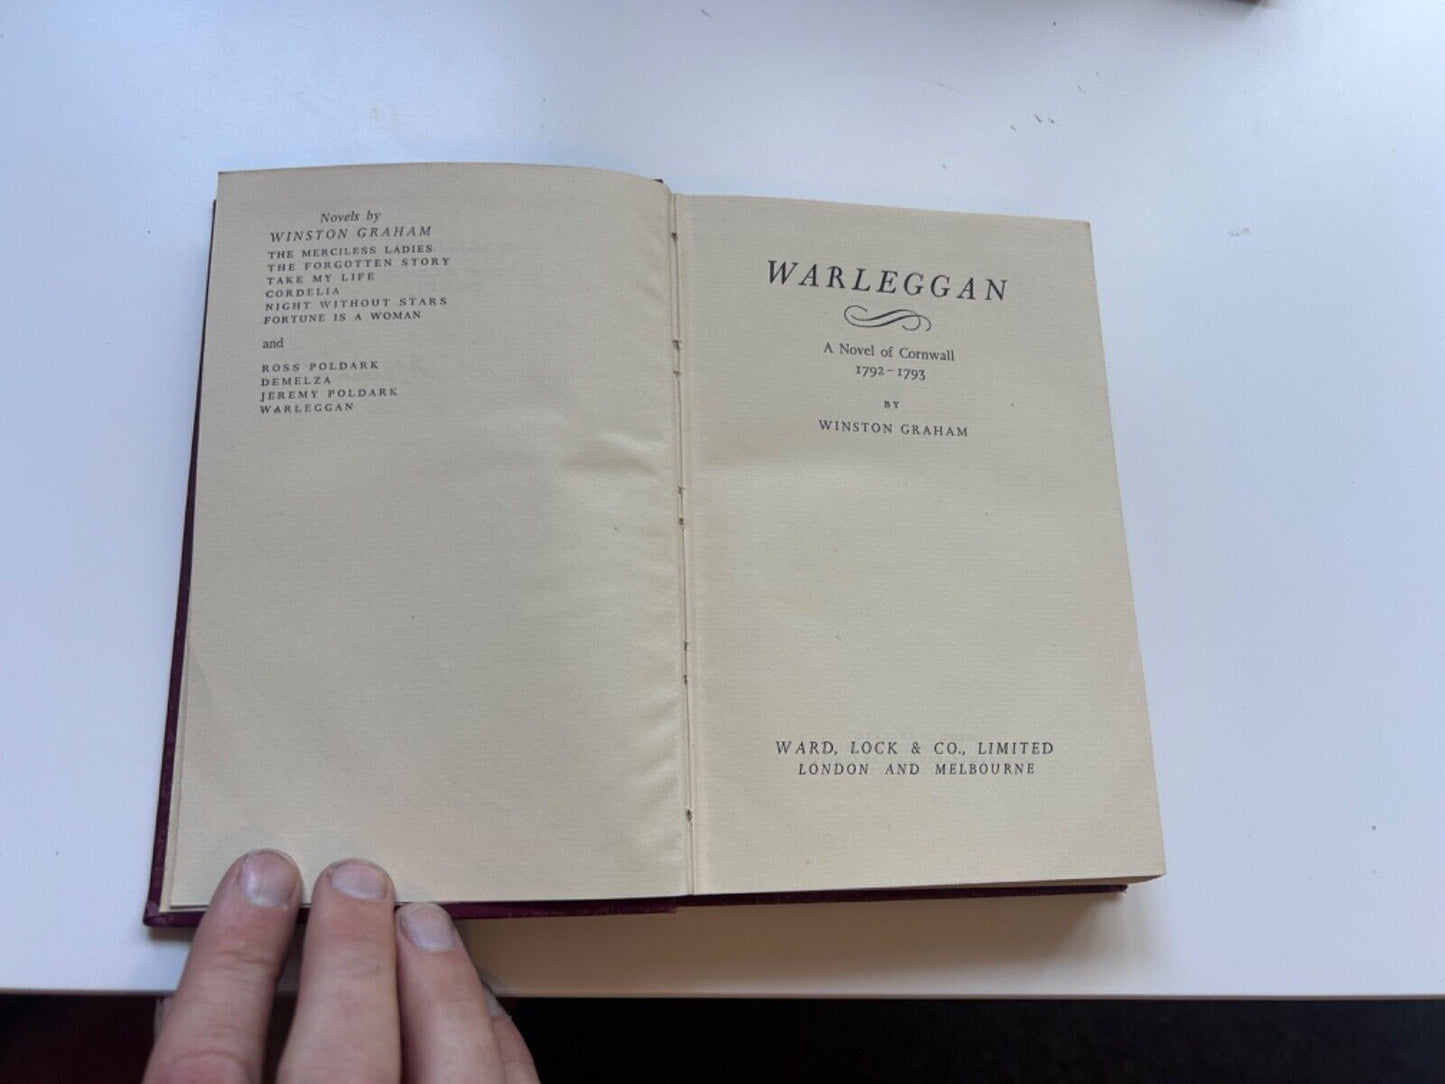 Novels by
WINSTON GRAHAM
THE MERCILESS LADIES
THE FORGOTTEN STORY
TAKE MY LIFE
CORDELIA
NIGHT WITHOUT STARS
FORTUNE IS A WOMAN
and
ROSS POLDARK
DEMELZA
JEREMY POLDARK
WARLEGGAN
WARLEGGAN
A Novel of Cornwall
1792–1793
BY
WINSTON GRAHAM
WARD, LOCK & CO., LIMITED
LONDON AND MELBOURNE